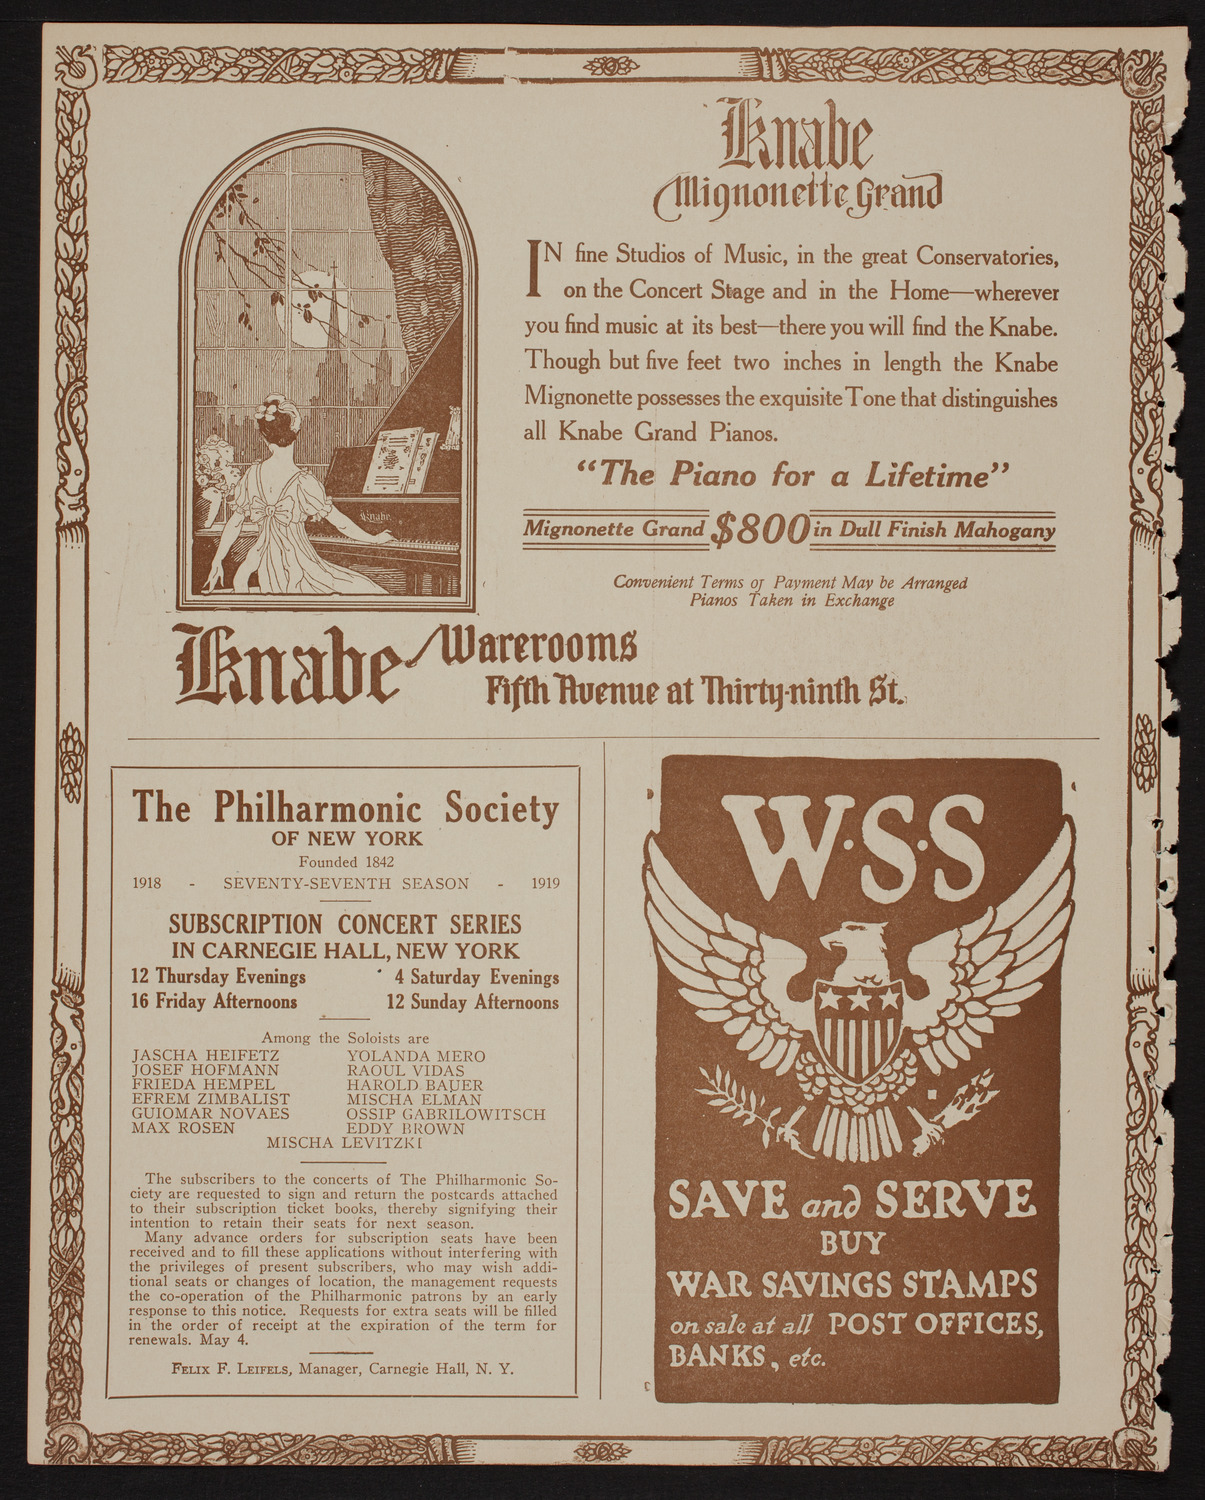 Knabe
Mignonette Grand
IN fine Studios of Music, in the great Conservatories,
on the Concert Stage and in the Home—wherever
you find music at its best—there you will find the Knabe.
Though but five feet two inches in length the Knabe
Mignonette possesses the exquisite Tone that distinguishes
all Knabe Grand Pianos.
“The Piano for a Lifetime”
Mignonette Grand $800 in Dull Finish Mahogany
Convenient Terms of Payment May be Arranged
Pianos Taken in Exchange
Knabe
Knabe Warerooms
Fifth Avenue at Thirty-ninth St.
The Philharmonic Society
OF NEW YORK
Founded 1842
1918 - SEVENTY-SEVENTH SEASON - 1919
SUBSCRIPTION CONCERT SERIES
IN CARNEGIE HALL, NEW YORK
12 Thursday Evenings 4 Saturday Evenings
16 Friday Afternoons 12 Sunday Afternoons
Among the Soloists are
JASCHA HEIFETZ YOLANDA MERO
JOSEF HOFMANN RAOUL VIDAS
FRIEDA HEMPEL HAROLD BAUER
EFREM ZIMBALIST MISCHA ELMAN
GUIOMAR NOVAES OSSIP GABRILOWITSCH
MAX ROSEN EDDY BROWN
MISCHA LEVITZKI
The subscribers to the concerts of The Philharmonic So-
ciety are requested to sign and return the postcards attached
to their subscription ticket books, thereby signifying their
intention to retain their seats for next season.
Many advance orders for subscription seats have been
received and to fill these applications without interfering with
the privileges of present subscribers, who may wish addi-
tional seats or changes of location, the management requests
the co-operation of the Philharmonic patrons by an early
response to this notice. Requests for extra seats will be filled
in the order of receipt at the expiration of the term for
renewals. May 4.
FELIX F. LEIFELS, Manager, Carnegie Hall, N. Y.
W·S·S
SAVE and SERVE
BUY
WAR SAVINGS STAMPS
on sale at all POST OFFICES,
BANKS, etc.